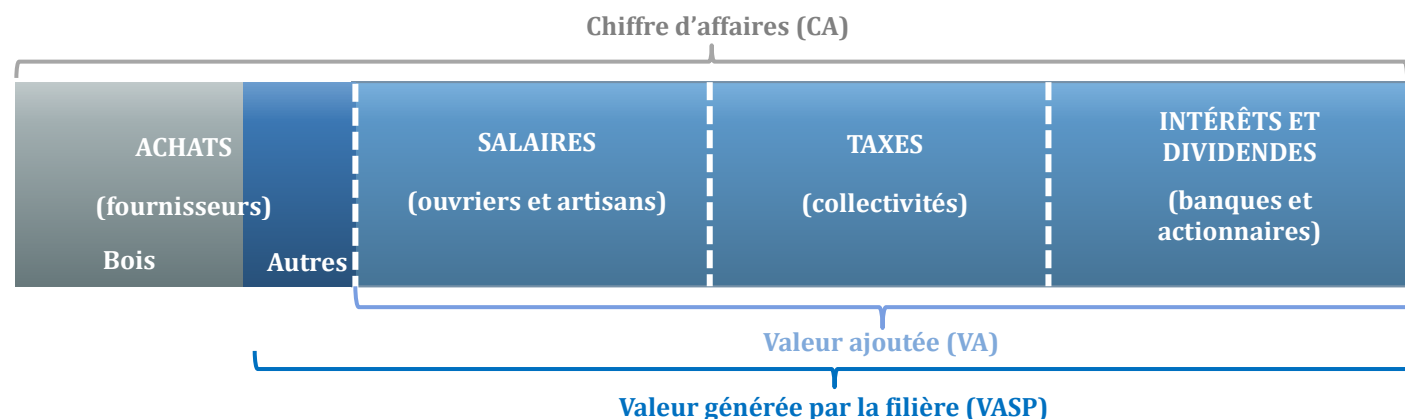 Chiffre d’affaires (CA)
ACHATS
(fournisseurs)
Bois
Autres
SALAIRES
(ouvriers et artisans)
TAXES
(collectivités)
INTÉRÊTS ET
DIVIDENDES
(banques et
actionnaires)
Valeur ajoutée (VA)
Valeur générée par la filière (VASP)